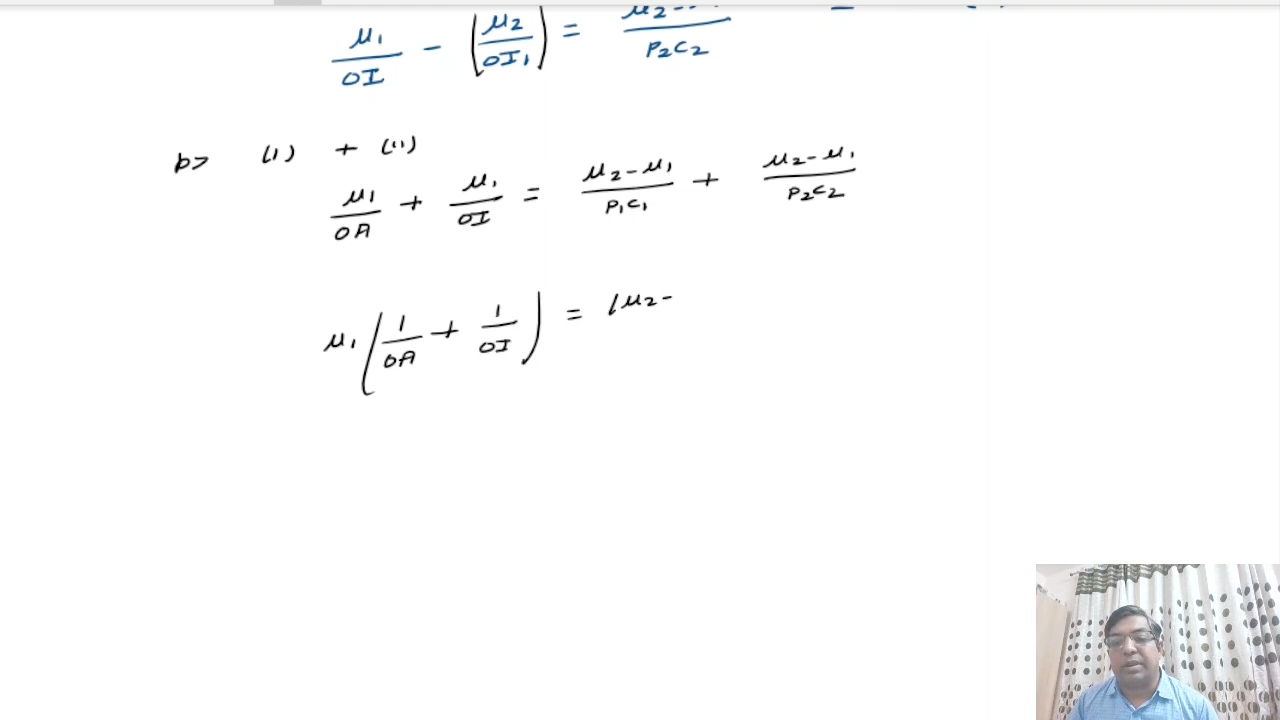 μ₁/OI - (μ₂/OI₁) = μ₂-μ₁/P₂C₂
b> (i) + (ii)
μ₁/OA + μ₁/OI = μ₂-μ₁/P₁C₁ + μ₂-μ₁/P₂C₂
μ₁(1/OA + 1/OI) = (μ₂-